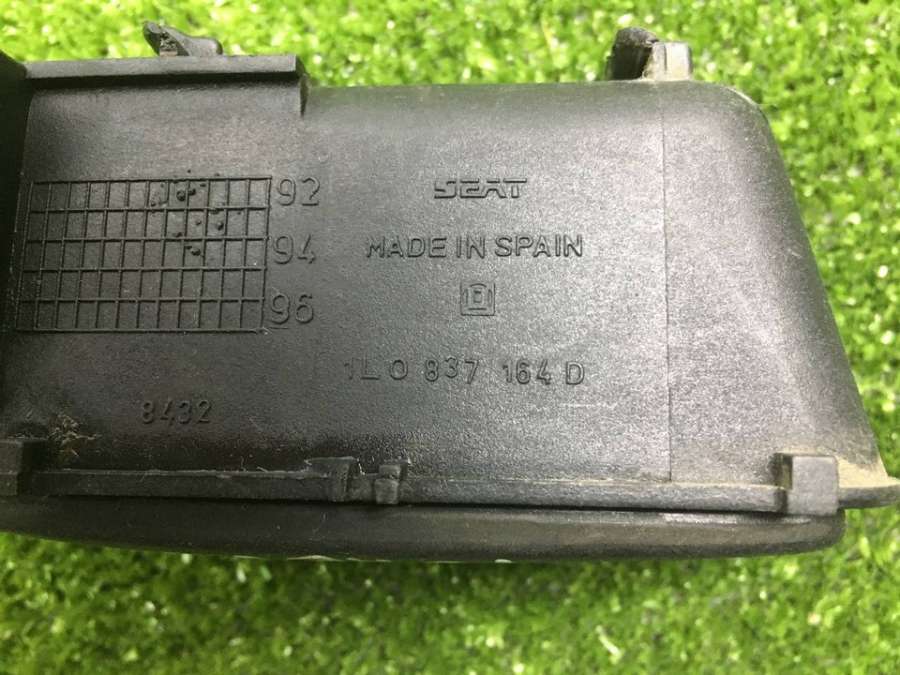 92
94
96
SEAT
MADE IN SPAIN
D
1L0 837 164 D
8432